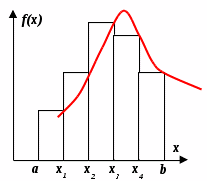 f(x)
x
a x₁ x₂ x₃ x₄ b